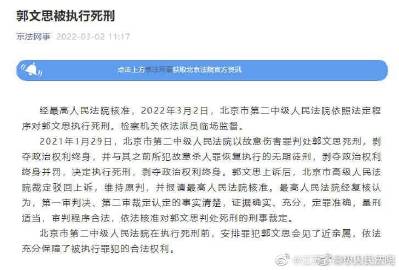 郭文思被执行死刑
京法网事 2022-03-02 11:17
点击上方京法网事获取北京法院官方资讯
经最高人民法院核准，2022年3月2日，北京市第二中级人民法院依照法定程
序对郭文思执行死刑。检察机关依法派员临场监督。
2021年1月29日，北京市第二中级人民法院以故意伤害罪判处郭文思死刑，剥
夺政治权利终身，并与其之前所犯故意杀人罪恢复执行的无期徒刑，剥夺政治权利
终身并罚，决定执行死刑，剥夺政治权利终身。郭文思上诉后，北京市高级人民法
院裁定驳回上诉，维持原判，并报请最高人民法院核准。最高人民法院经复核认
为，第一审判决、第二审裁定认定的事实清楚，证据确实、充分，定罪准确，量刑
适当，审判程序合法，依法核准对郭文思判处死刑的刑事裁定。
北京市第二中级人民法院在执行前，安排罪犯郭文思会见了近亲属，依法
充分保障了被执行罪犯的合法权利。